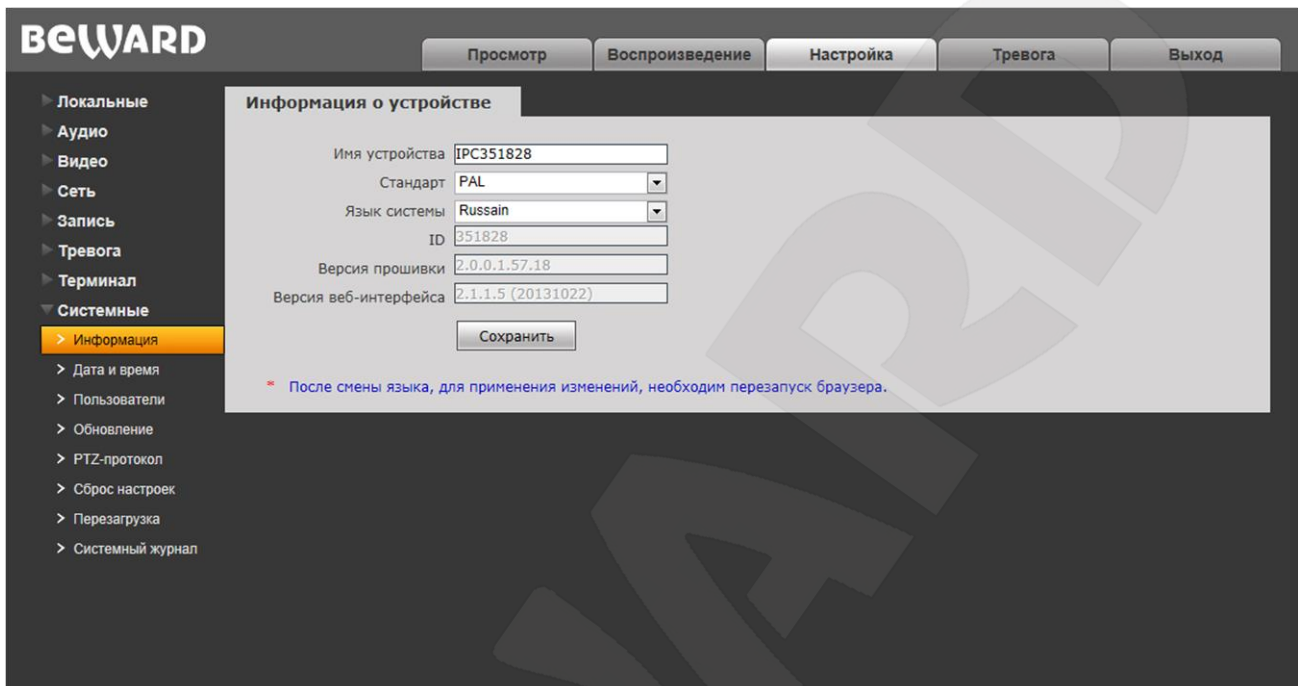 BEWARD
Просмотр Воспроизведение Настройка Тревога Выход
Локальные
Аудио
Видео
Сеть
Запись
Тревога
Терминал
Системные
> Информация
> Дата и время
> Пользователи
> Обновление
> PTZ-протокол
> Сброс настроек
> Перезагрузка
> Системный журнал
Информация о устройстве
Имя устройства IPC351828
Стандарт PAL
Язык системы Russain
ID 351828
Версия прошивки 2.0.0.1.57.18
Версия веб-интерфейса 2.1.1.5 (20131022)
Сохранить
* После смены языка, для применения изменений, необходим перезапуск браузера.